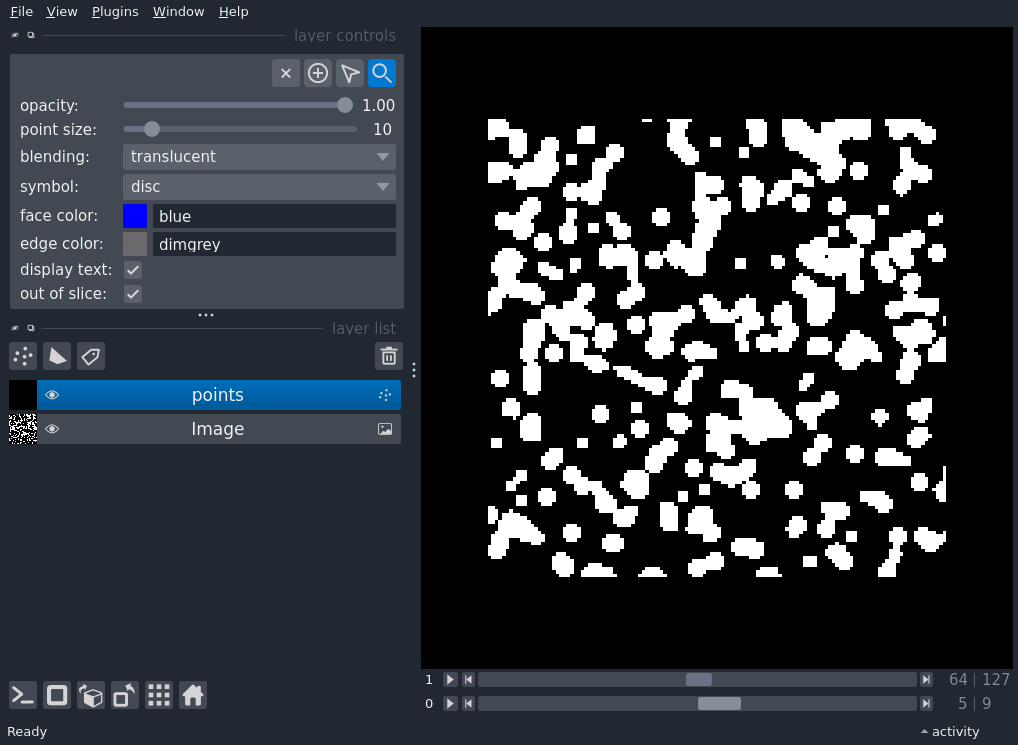 File View Plugins Window Help
layer controls
opacity: 1.00
point size: 10
blending: translucent
symbol: disc
face color: blue
edge color: dimgrey
display text:
out of slice:
layer list
points
Image
1 64 | 127
0 5 | 9
Ready activity